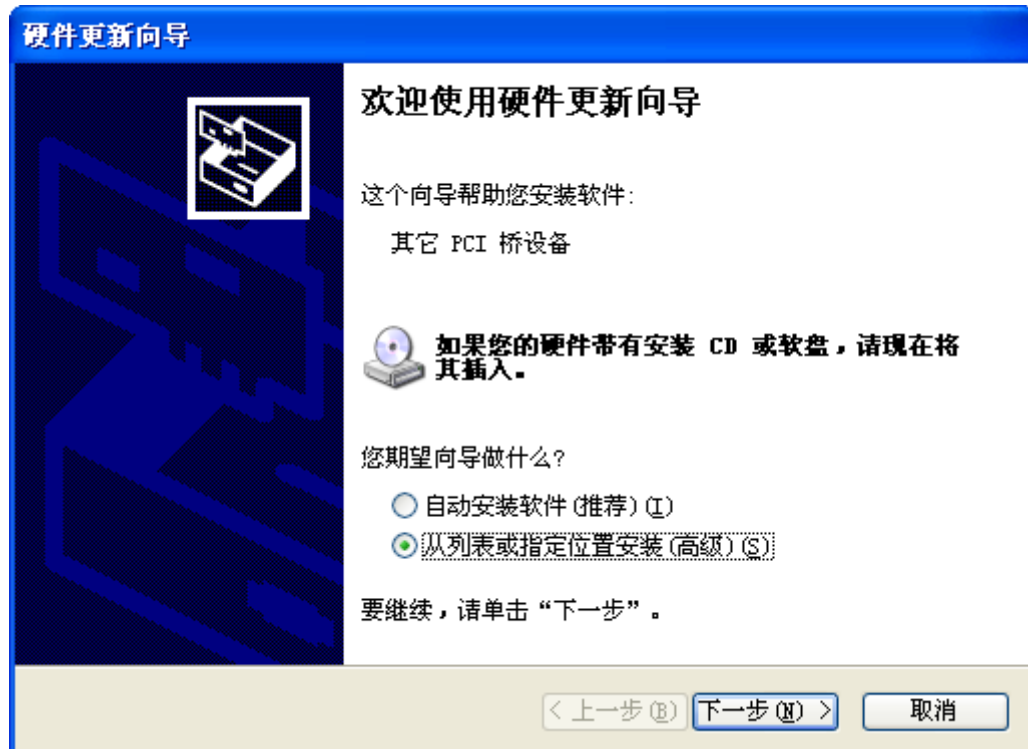 硬件更新向导
欢迎使用硬件更新向导
这个向导帮助您安装软件:
其它 PCI 桥设备
如果您的硬件带有安装 CD 或软盘，请现在将
其插入。
您期望向导做什么?
自动安装软件(推荐)(I)
从列表或指定位置安装(高级)(S)
要继续，请单击“下一步”。
< 上一步(B) 下一步(N) > 取消